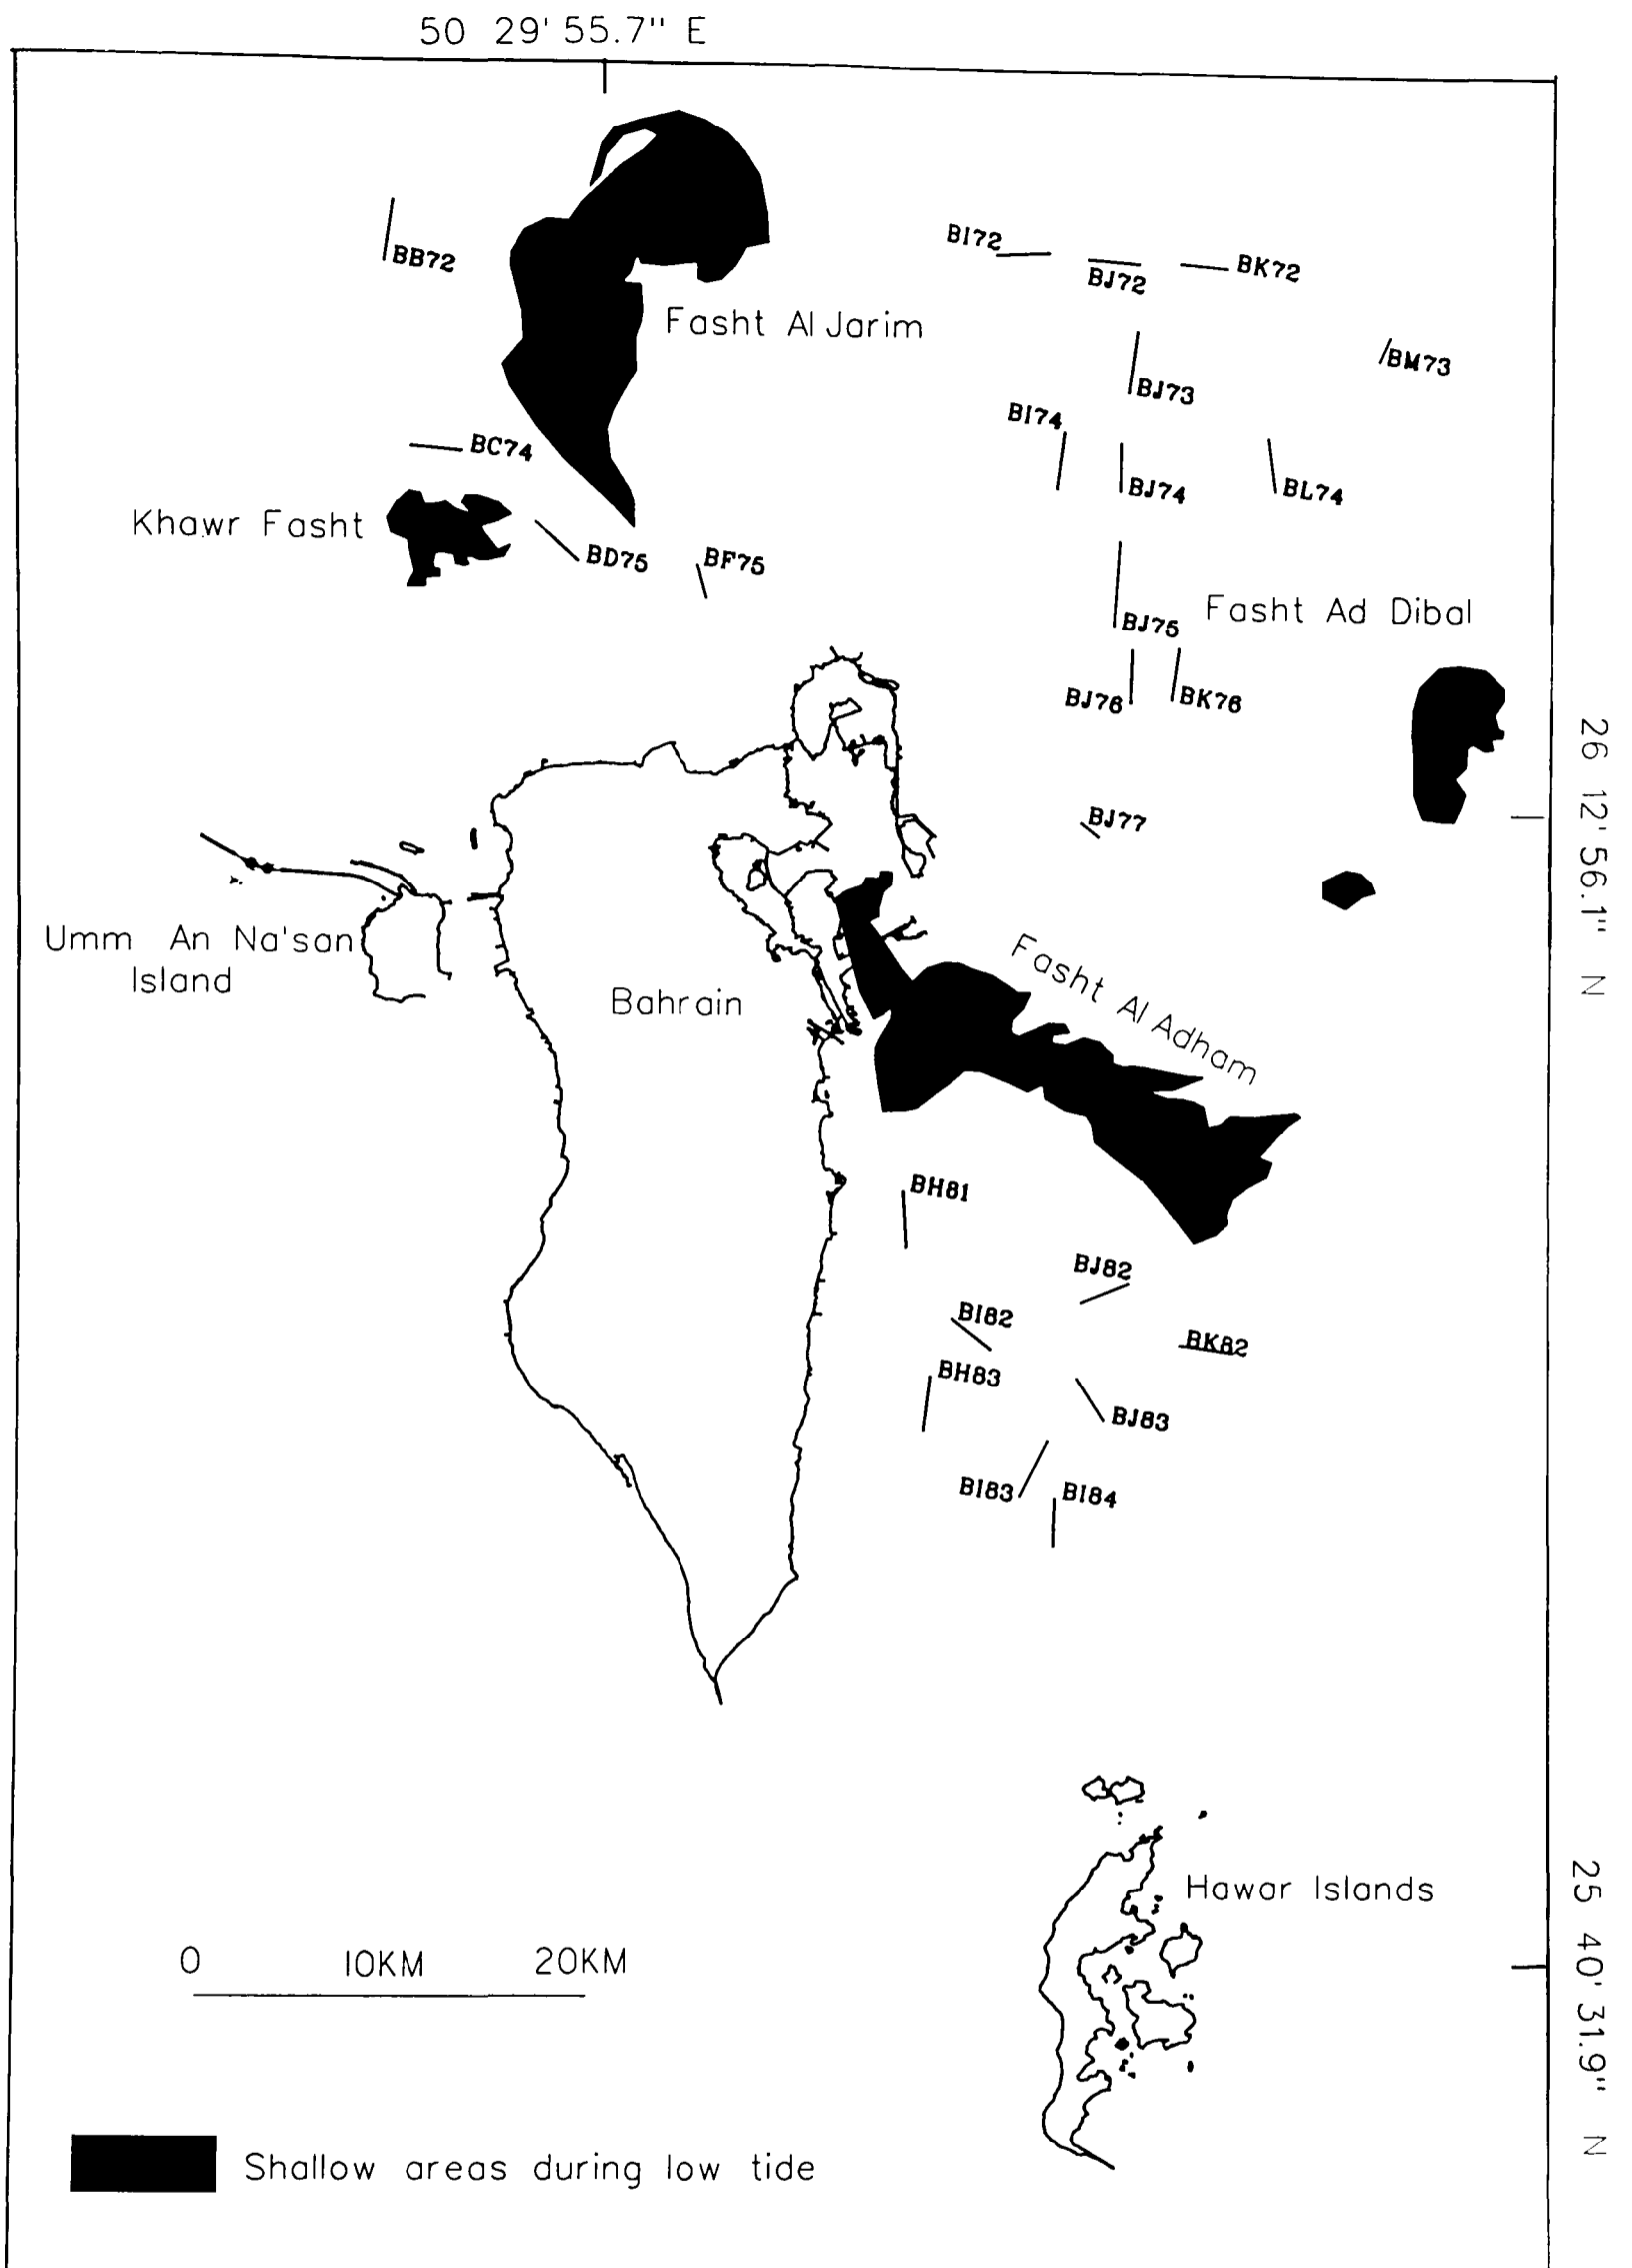 50 29' 55.7" E
BB72
BI72
BJ72
BK72
Fasht Al Jarim
BM73
BJ73
BI74
BC74
BJ74
BL74
Khawr Fasht
BD75
BF75
Fasht Ad Dibal
BJ75
BJ76
BK76
26 12' 56.1" N
BJ77
Umm An Na'san
Island
Bahrain
Fasht Al Adham
BH81
BJ82
BI82
BK82
BH83
BJ83
BI83
BI84
Hawar Islands
25 40' 31.9" N
0 10KM 20KM
Shallow areas during low tide